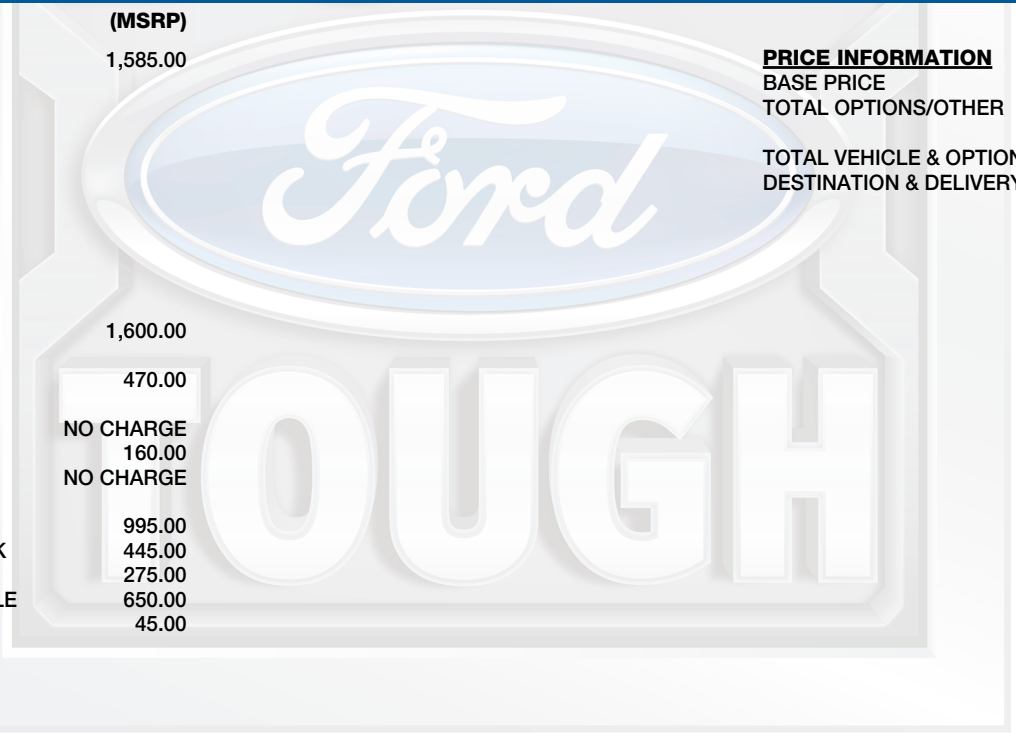 (MSRP)
1,585.00
1,600.00
470.00
NO CHARGE
160.00
NO CHARGE
995.00
K 445.00
275.00
LE 650.00
45.00
PRICE INFORMATION
BASE PRICE
TOTAL OPTIONS/OTHER
TOTAL VEHICLE & OPTION
DESTINATION & DELIVERY
Ford
TOUGH